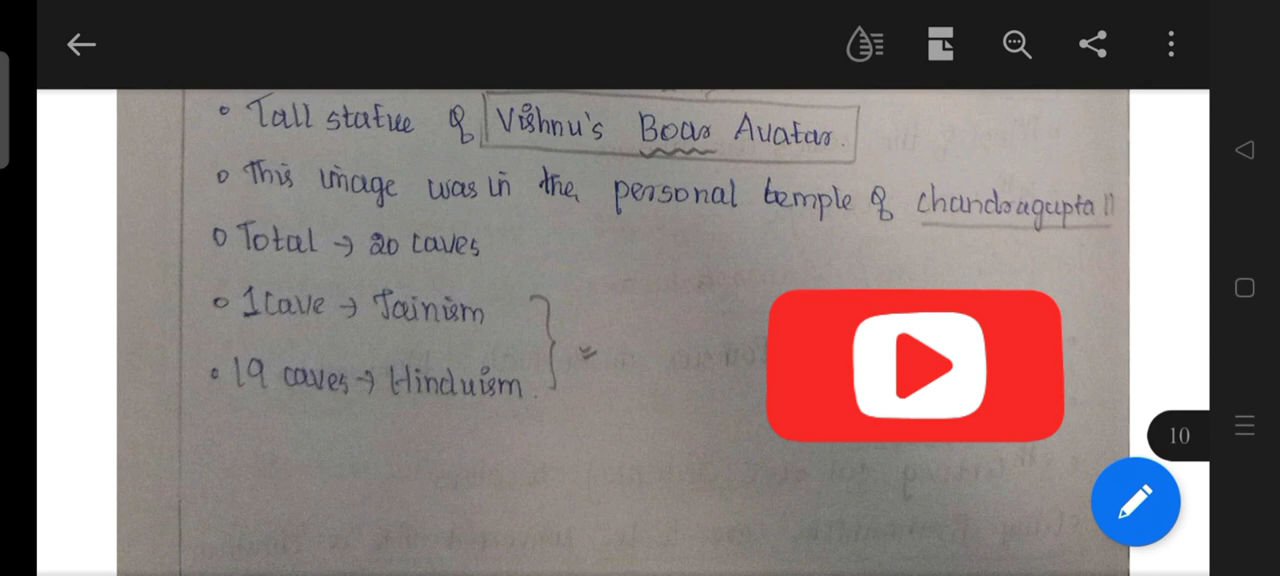 • Tall statue of Vishnu's Boar Avatar.
• This image was in the personal temple of chandragupta II
• Total → 20 caves
• 1 cave → Jainism
• 19 caves → Hinduism.
10